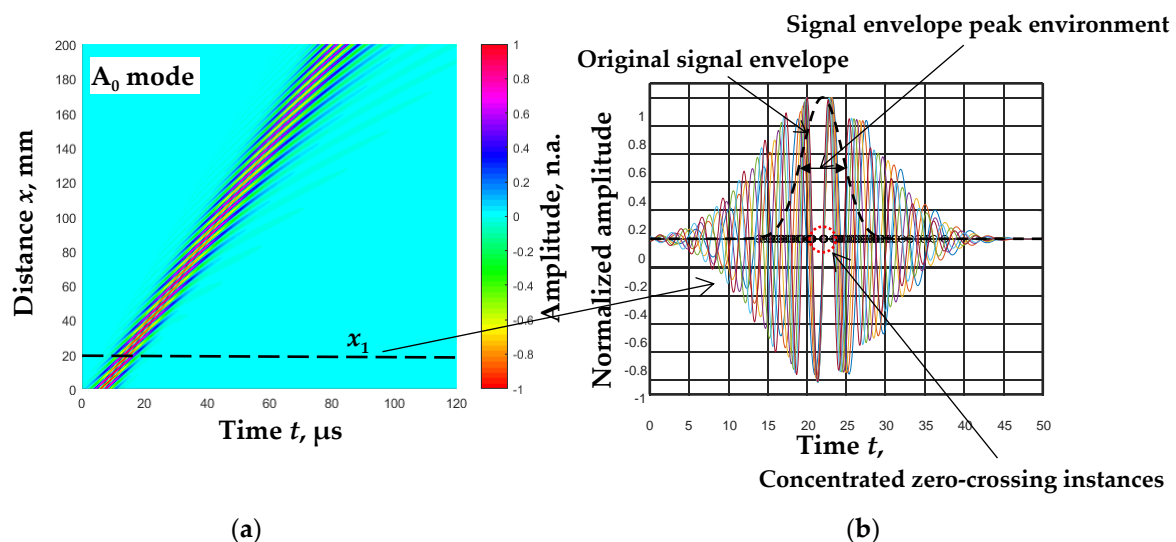 Signal envelope peak environment
Original signal envelope
A₀ mode
200
180
160
140
120
100
80
60
40
20
0
Distance x, mm
x₁
0 20 40 60 80 100 120
Time t, μs
1
0.8
0.6
0.4
0.2
0
-0.2
-0.4
-0.6
-0.8
-1
Amplitude, n.a.
Normalized amplitude
1
0.8
0.6
0.4
0.2
0
-0.2
-0.4
-0.6
-0.8
-1
0 5 10 15 20 25 30 35 40 45 50
Time t,
Concentrated zero-crossing instances
(a)
(b)